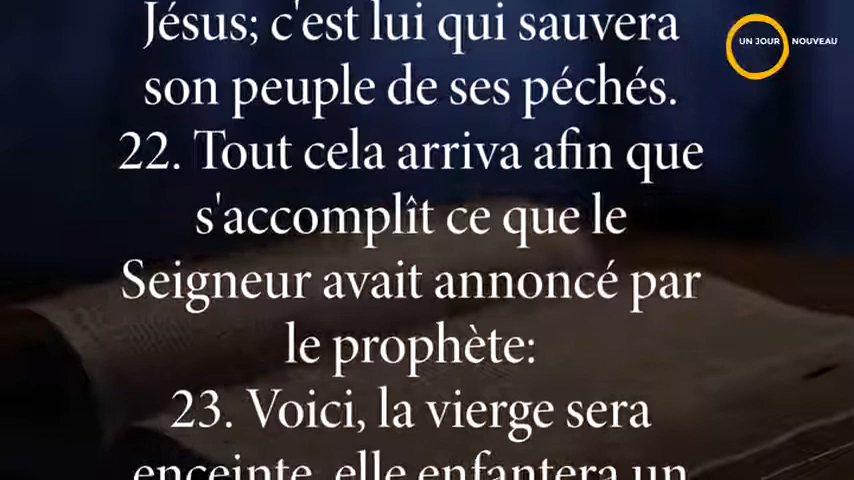 Jésus; c'est lui qui sauvera
son peuple de ses péchés.
22. Tout cela arriva afin que
s'accomplît ce que le
Seigneur avait annoncé par
le prophète:
23. Voici, la vierge sera
enceinte, elle enfantera un
UN JOUR NOUVEAU